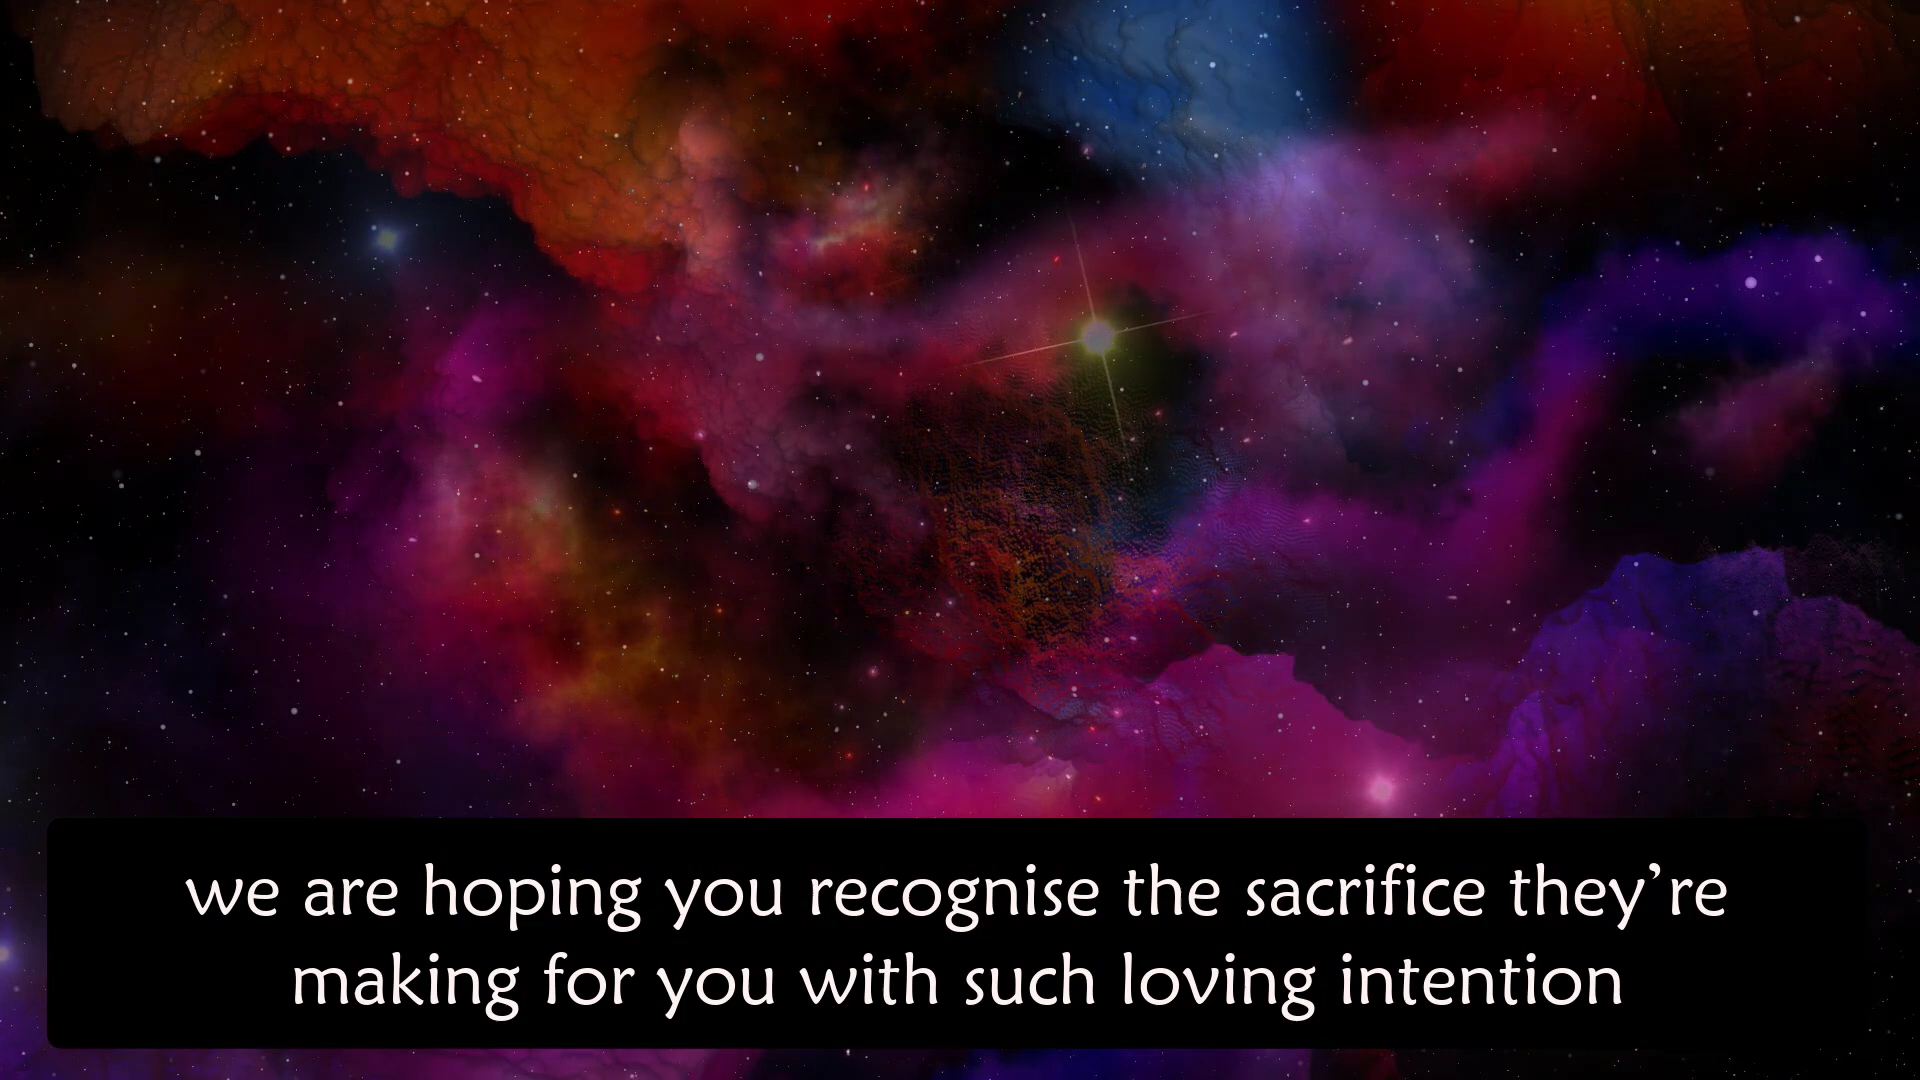 we are hoping you recognise the sacrifice they’re
making for you with such loving intention